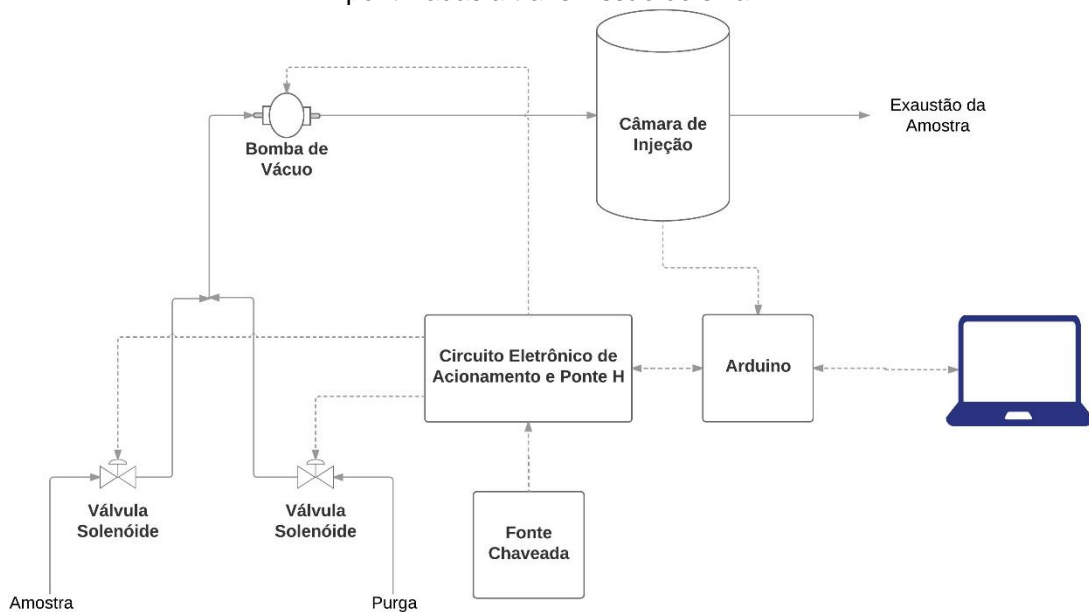 Exaustão da
Amostra
Câmara de
Injeção
Bomba de
Vácuo
Circuito Eletrônico de
Acionamento e Ponte H
Arduino
Válvula
Solenóide
Válvula
Solenóide
Fonte
Chaveada
Amostra
Purga